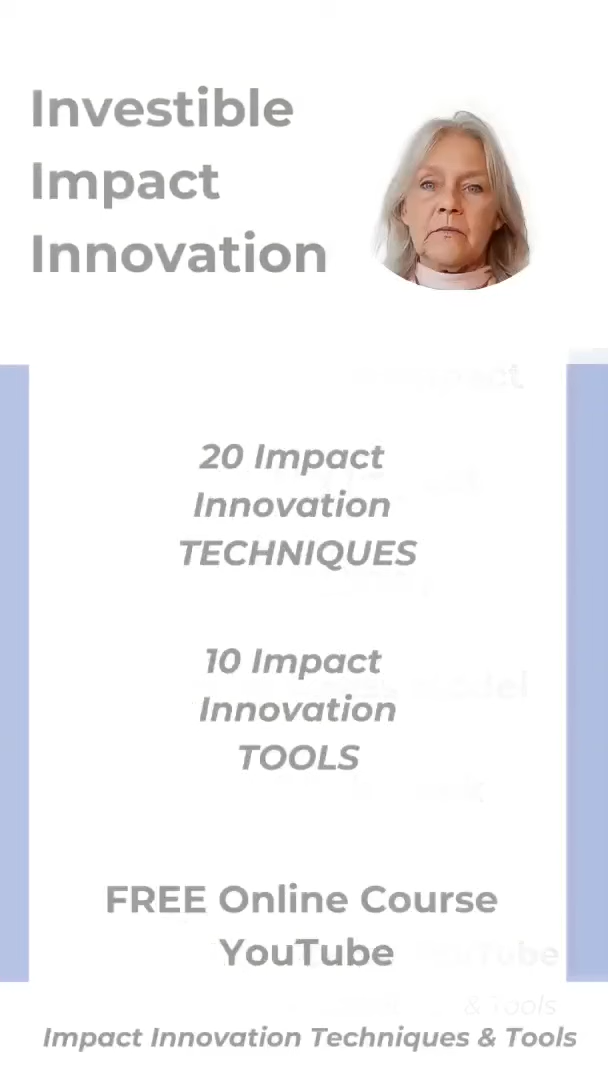 Investible
Impact
Innovation
20 Impact
Innovation
TECHNIQUES
10 Impact
Innovation
TOOLS
FREE Online Course
YouTube
& Tools
Impact Innovation Techniques & Tools